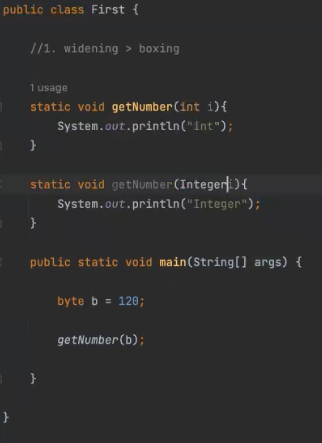 public class First {
//1. widening > boxing
1 usage
static void getNumber(int i){
System.out.println("int");
}
static void getNumber(Integer i){
System.out.println("Integer");
}
public static void main(String[] args) {
byte b = 120;
getNumber(b);
}
}